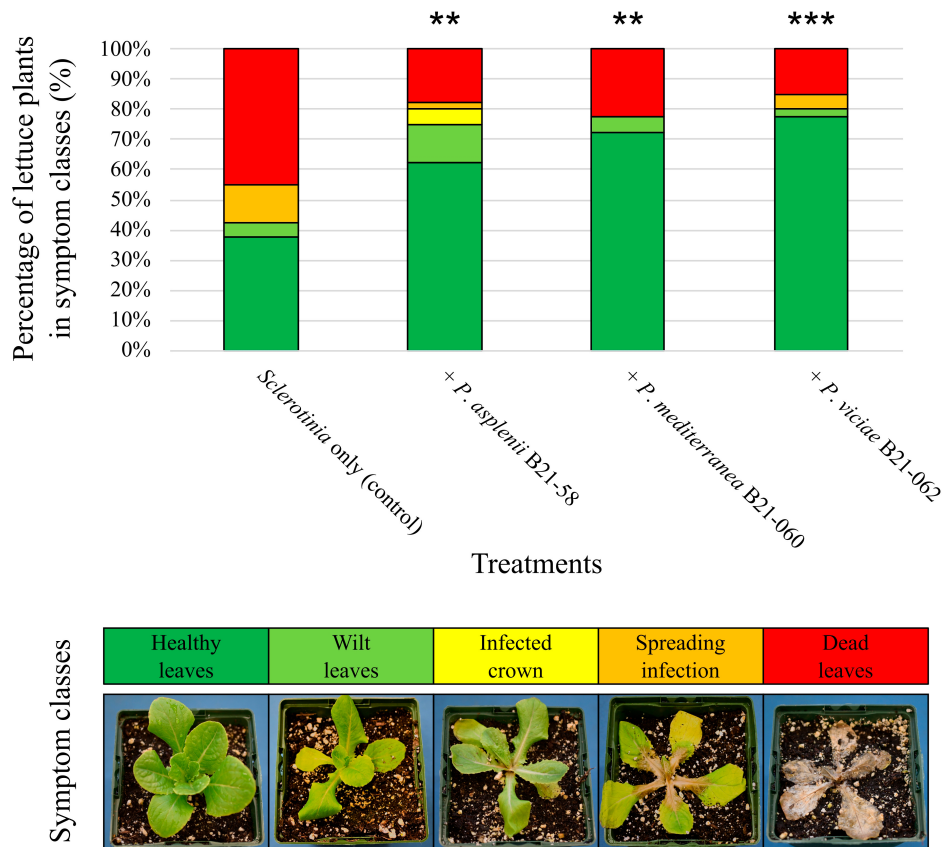 ** ** ***
Percentage of lettuce plants
in symptom classes (%)
100%
90%
80%
70%
60%
50%
40%
30%
20%
10%
0%
Sclerotinia only (control)
+ P. asplenii B21-58
+ P. mediterranea B21-060
+ P. viciae B21-062
Treatments
Symptom classes
Healthy
leaves
Wilt
leaves
Infected
crown
Spreading
infection
Dead
leaves